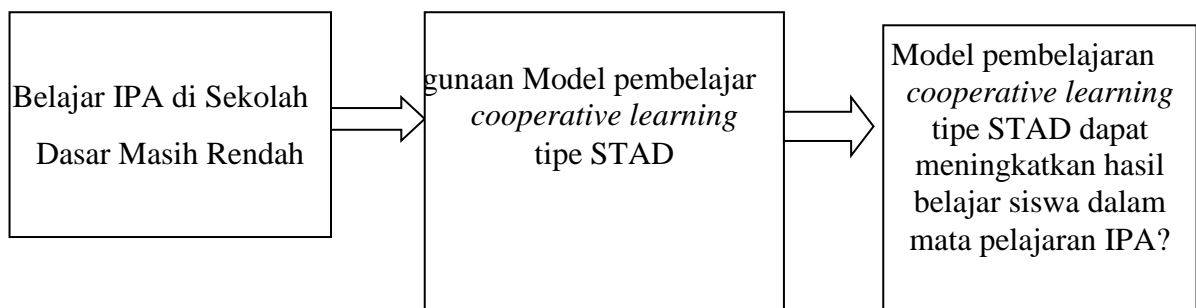 Belajar IPA di Sekolah
Dasar Masih Rendah
gunaan Model pembelajar
cooperative learning
tipe STAD
Model pembelajaran
cooperative learning
tipe STAD dapat
meningkatkan hasil
belajar siswa dalam
mata pelajaran IPA?